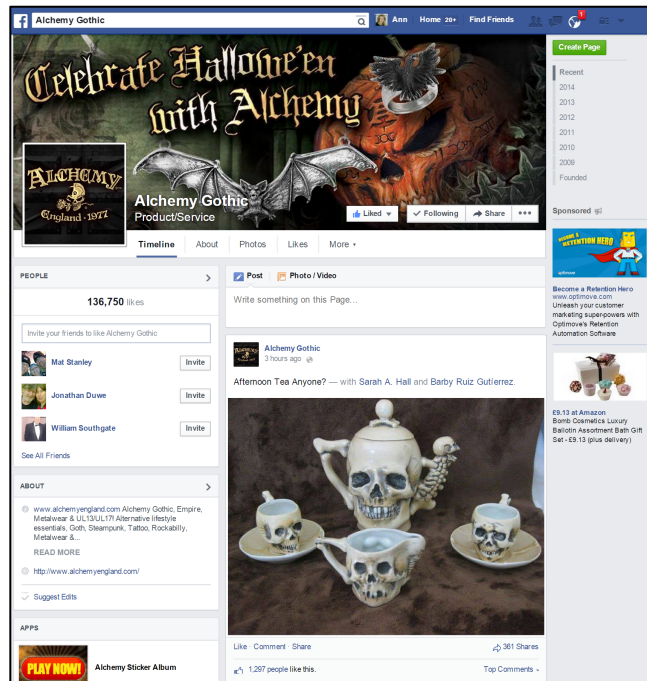 Alchemy Gothic
Ann
Home 20+
Find Friends
1
Celebrate Hallowe'en
with Alchemy
ALCHEMY
England · 1977
Alchemy Gothic
Product/Service
Liked
Following
Share
Timeline
About
Photos
Likes
More
Create Page
Recent
2014
2013
2012
2011
2010
2009
Founded
PEOPLE
136,750 likes
Invite your friends to like Alchemy Gothic
Mat Stanley
Invite
Jonathan Duwe
Invite
William Southgate
Invite
See All Friends
ABOUT
www.alchemyengland.com Alchemy Gothic, Empire,
Metalwear & UL13/UL17! Alternative lifestyle
essentials, Goth, Steampunk, Tattoo, Rockabilly,
Metalwear &...
READ MORE
http://www.alchemyengland.com/
Suggest Edits
APPS
PLAY NOW!
Alchemy Sticker Album
Post
Photo / Video
Write something on this Page...
ALCHEMY
Alchemy Gothic
3 hours ago
Afternoon Tea Anyone? — with Sarah A. Hall and Barby Ruiz Gutíerrez.
Like · Comment · Share
361 Shares
1,297 people like this.
Top Comments
Sponsored
BECOME A
RETENTION HERO
optimove
Become a Retention Hero
www.optimove.com
Unleash your customer
marketing superpowers with
Optimove's Retention
Automation Software
£9.13 at Amazon
Bomb Cosmetics Luxury
Ballotin Assortment Bath Gift
Set - £9.13 (plus delivery)